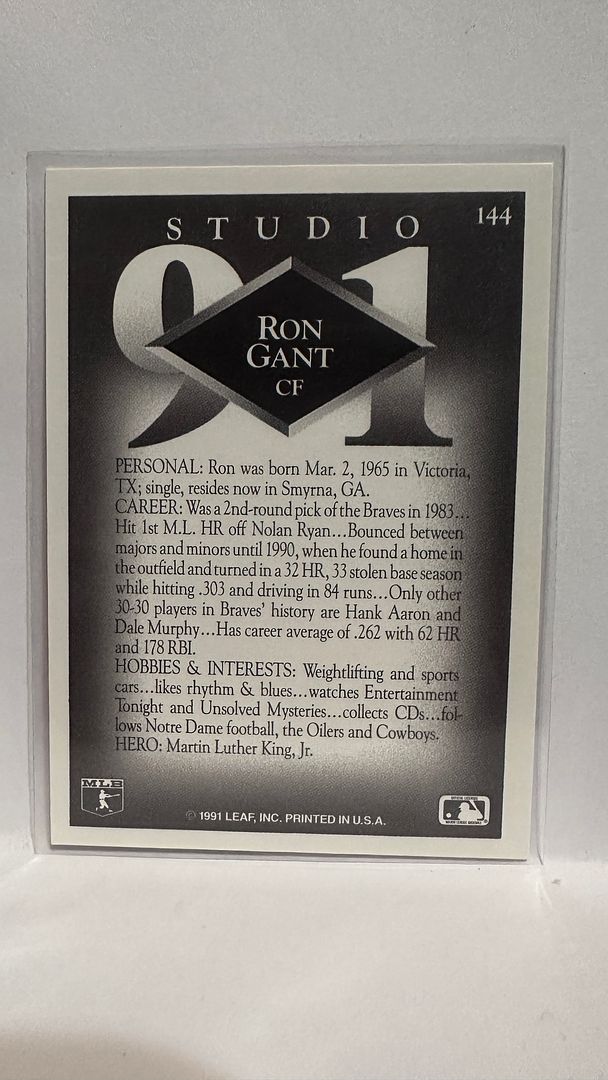 STUDIO
144
91
RON
GANT
CF
PERSONAL: Ron was born Mar. 2, 1965 in Victoria,
TX; single, resides now in Smyrna, GA.
CAREER: Was a 2nd-round pick of the Braves in 1983...
Hit 1st M.L. HR off Nolan Ryan...Bounced between
majors and minors until 1990, when he found a home in
the outfield and turned in a 32 HR, 33 stolen base season
while hitting .303 and driving in 84 runs...Only other
30-30 players in Braves' history are Hank Aaron and
Dale Murphy...Has career average of .262 with 62 HR
and 178 RBI.
HOBBIES & INTERESTS: Weightlifting and sports
cars...likes rhythm & blues...watches Entertainment
Tonight and Unsolved Mysteries...collects CDs...fol-
lows Notre Dame football, the Oilers and Cowboys.
HERO: Martin Luther King, Jr.
MLB
© 1991 LEAF, INC. PRINTED IN U.S.A.